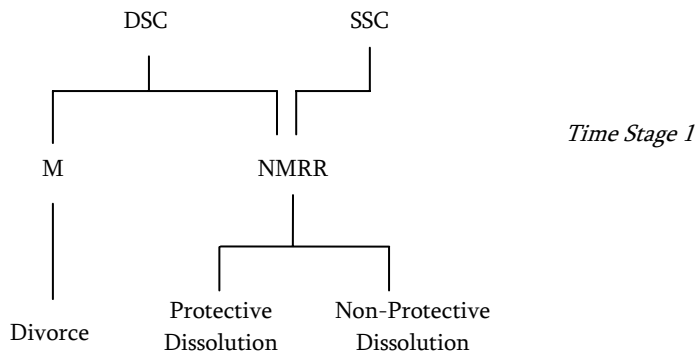 DSC SSC
Time Stage 1
M NMRR
Divorce
Protective
Dissolution
Non-Protective
Dissolution